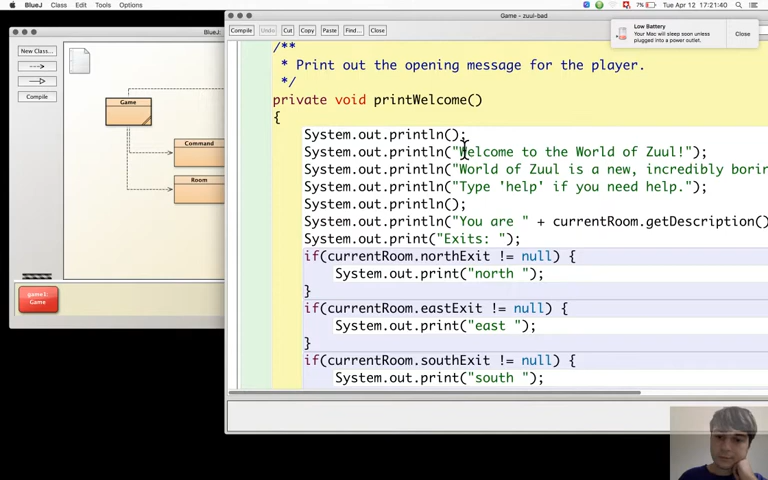 BlueJ Class Edit Tools Options
7% Tue Apr 12 17:21:40
BlueJ:
Game - zuul-bad
Low Battery
Your Mac will sleep soon unless
plugged into a power outlet.
Close
New Class...
Compile
Game
Command
Room
game1:
Game
Compile Undo Cut Copy Paste Find... Close
/**
* Print out the opening message for the player.
*/
private void printWelcome()
{
System.out.println();
System.out.println("Welcome to the World of Zuul!");
System.out.println("World of Zuul is a new, incredibly borin
System.out.println("Type 'help' if you need help.");
System.out.println();
System.out.println("You are " + currentRoom.getDescription()
System.out.print("Exits: ");
if(currentRoom.northExit != null) {
System.out.print("north ");
}
if(currentRoom.eastExit != null) {
System.out.print("east ");
}
if(currentRoom.southExit != null) {
System.out.print("south ");